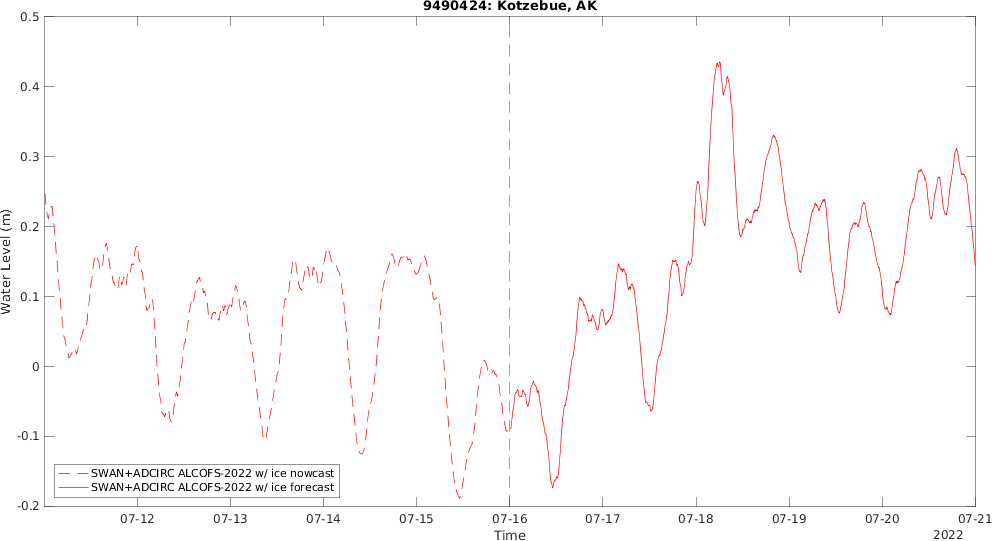 9490424: Kotzebue, AK
0.5
0.4
0.3
0.2
0.1
0
-0.1
-0.2
Water Level (m)
SWAN+ADCIRC ALCOFS-2022 w/ ice nowcast
SWAN+ADCIRC ALCOFS-2022 w/ ice forecast
07-12 07-13 07-14 07-15 07-16 07-17 07-18 07-19 07-20 07-21
Time
2022